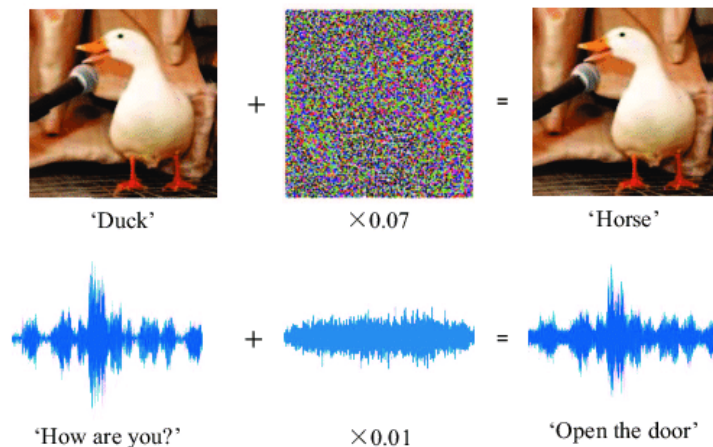 + =
‘Duck’ ×0.07 ‘Horse’
+ =
‘How are you?’ ×0.01 ‘Open the door’